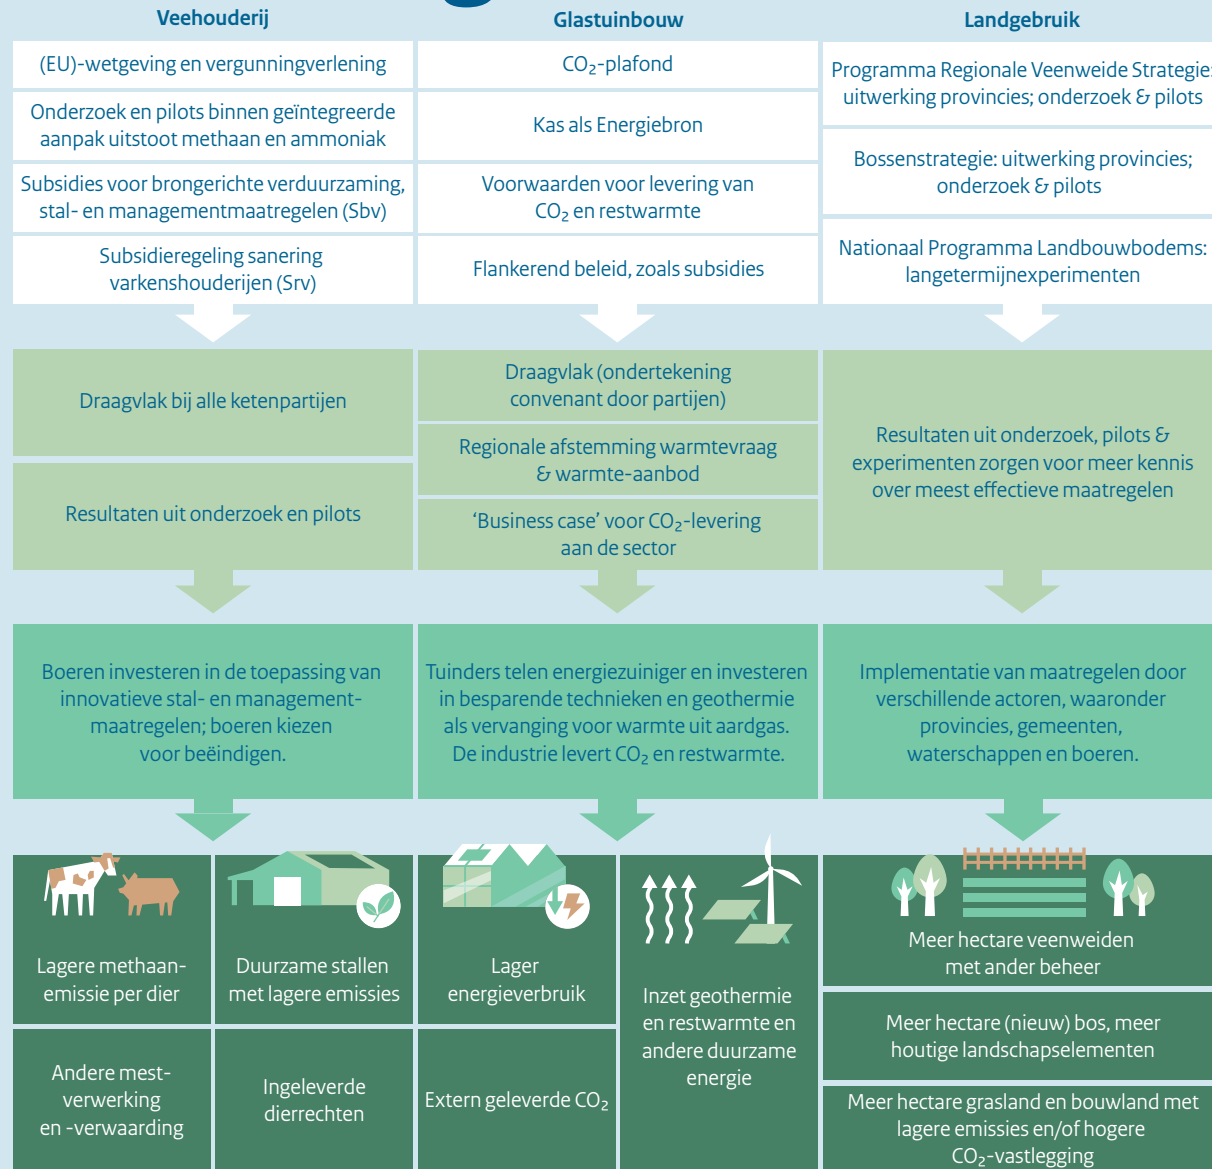 Veehouderij
(EU)-wetgeving en vergunningverlening
Onderzoek en pilots binnen geïntegreerde
aanpak uitstoot methaan en ammoniak
Subsidies voor brongerichte verduurzaming,
stal- en managementmaatregelen (Sbv)
Subsidieregeling sanering
varkenshouderijen (Srv)
Draagvlak bij alle ketenpartijen
Resultaten uit onderzoek en pilots
Boeren investeren in de toepassing van
innovatieve stal- en management-
maatregelen; boeren kiezen
voor beëindigen.
Lagere methaan-
emissie per dier
Duurzame stallen
met lagere emissies
Andere mest-
verwerking
en -verwaarding
Ingeleverde
dierrechten
Glastuinbouw
CO₂-plafond
Kas als Energiebron
Voorwaarden voor levering van
CO₂ en restwarmte
Flankerend beleid, zoals subsidies
Draagvlak (ondertekening
convenant door partijen)
Regionale afstemming warmtevraag
& warmte-aanbod
‘Business case’ voor CO₂-levering
aan de sector
Tuinders telen energiezuiniger en investeren
in besparende technieken en geothermie
als vervanging voor warmte uit aardgas.
De industrie levert CO₂ en restwarmte.
Lager
energieverbruik
Extern geleverde CO₂
Inzet geothermie
en restwarmte en
andere duurzame
energie
Landgebruik
Programma Regionale Veenweide Strategie:
uitwerking provincies; onderzoek & pilots
Bossenstrategie: uitwerking provincies;
onderzoek & pilots
Nationaal Programma Landbouwbodems:
langetermijnexperimenten
Resultaten uit onderzoek, pilots &
experimenten zorgen voor meer kennis
over meest effectieve maatregelen
Implementatie van maatregelen door
verschillende actoren, waaronder
provincies, gemeenten,
waterschappen en boeren.
Meer hectare veenweiden
met ander beheer
Meer hectare (nieuw) bos, meer
houtige landschapselementen
Meer hectare grasland en bouwland met
lagere emissies en/of hogere
CO₂-vastlegging